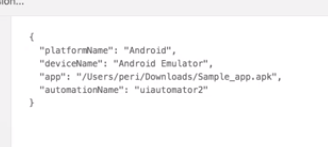 {
"platformName": "Android",
"deviceName": "Android Emulator",
"app": "/Users/peri/Downloads/Sample_app.apk",
"automationName": "uiautomator2"
}